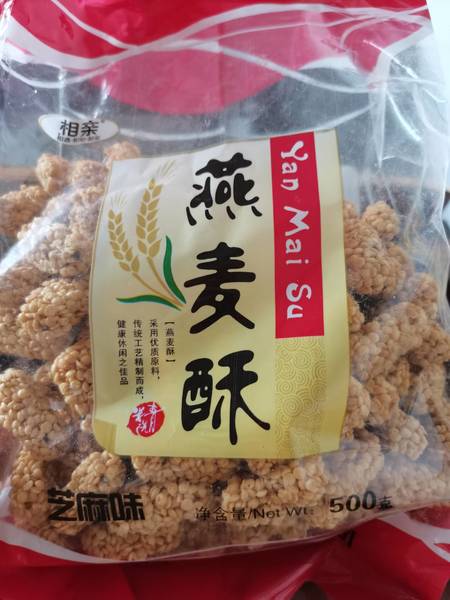 相亲
Yan Mai Su
燕麦酥
【燕麦酥】
采用优质原料,
传统工艺精制而成,
健康休闲之佳品
芝麻味
净含量/Net Wt: 500克